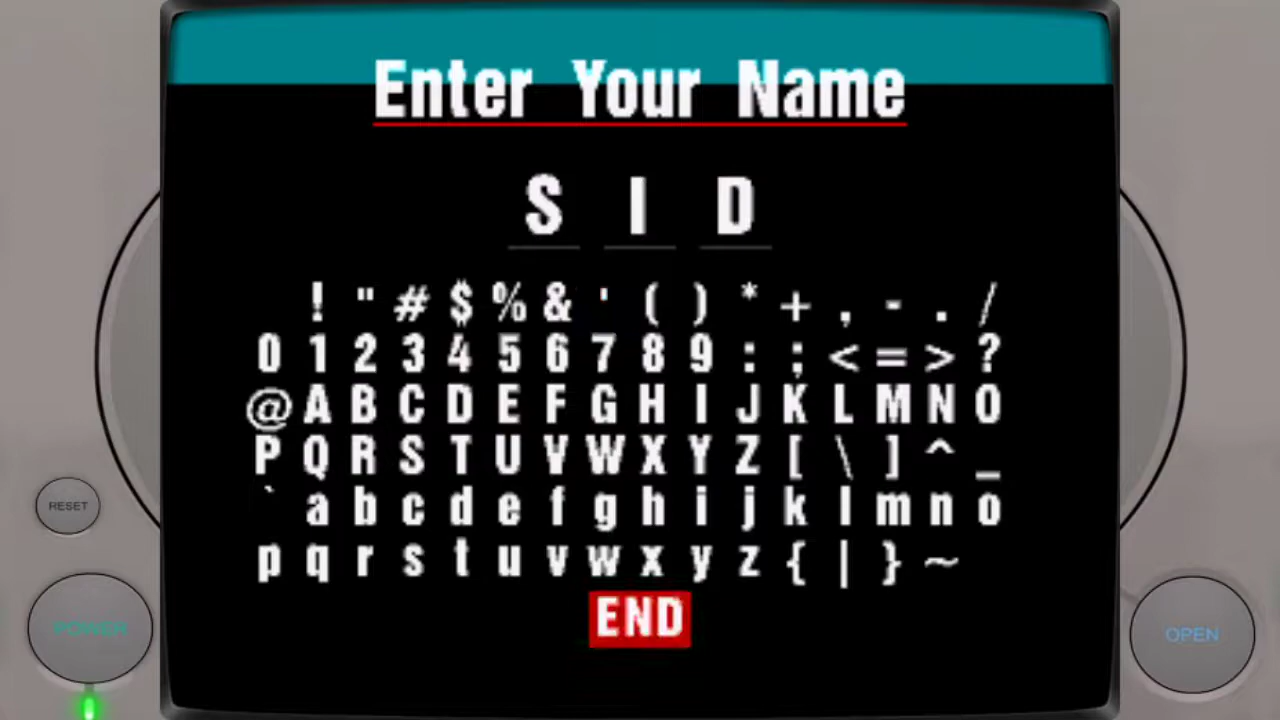 Enter Your Name
S I D
! " # $ % & ' ( ) * + , - . /
0 1 2 3 4 5 6 7 8 9 : ; < = > ?
@ A B C D E F G H I J K L M N O
P Q R S T U V W X Y Z [ \ ] ^ _
` a b c d e f g h i j k l m n o
p q r s t u v w x y z { | } ~
END
RESET
POWER
OPEN